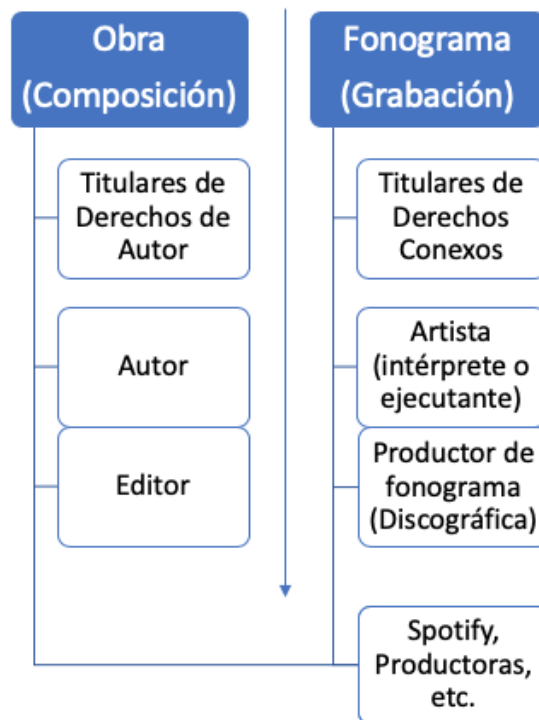 Obra
(Composición)
Titulares de
Derechos de
Autor
Autor
Editor
Fonograma
(Grabación)
Titulares de
Derechos
Conexos
Artista
(intérprete o
ejecutante)
Productor de
fonograma
(Discográfica)
Spotify,
Productoras,
etc.